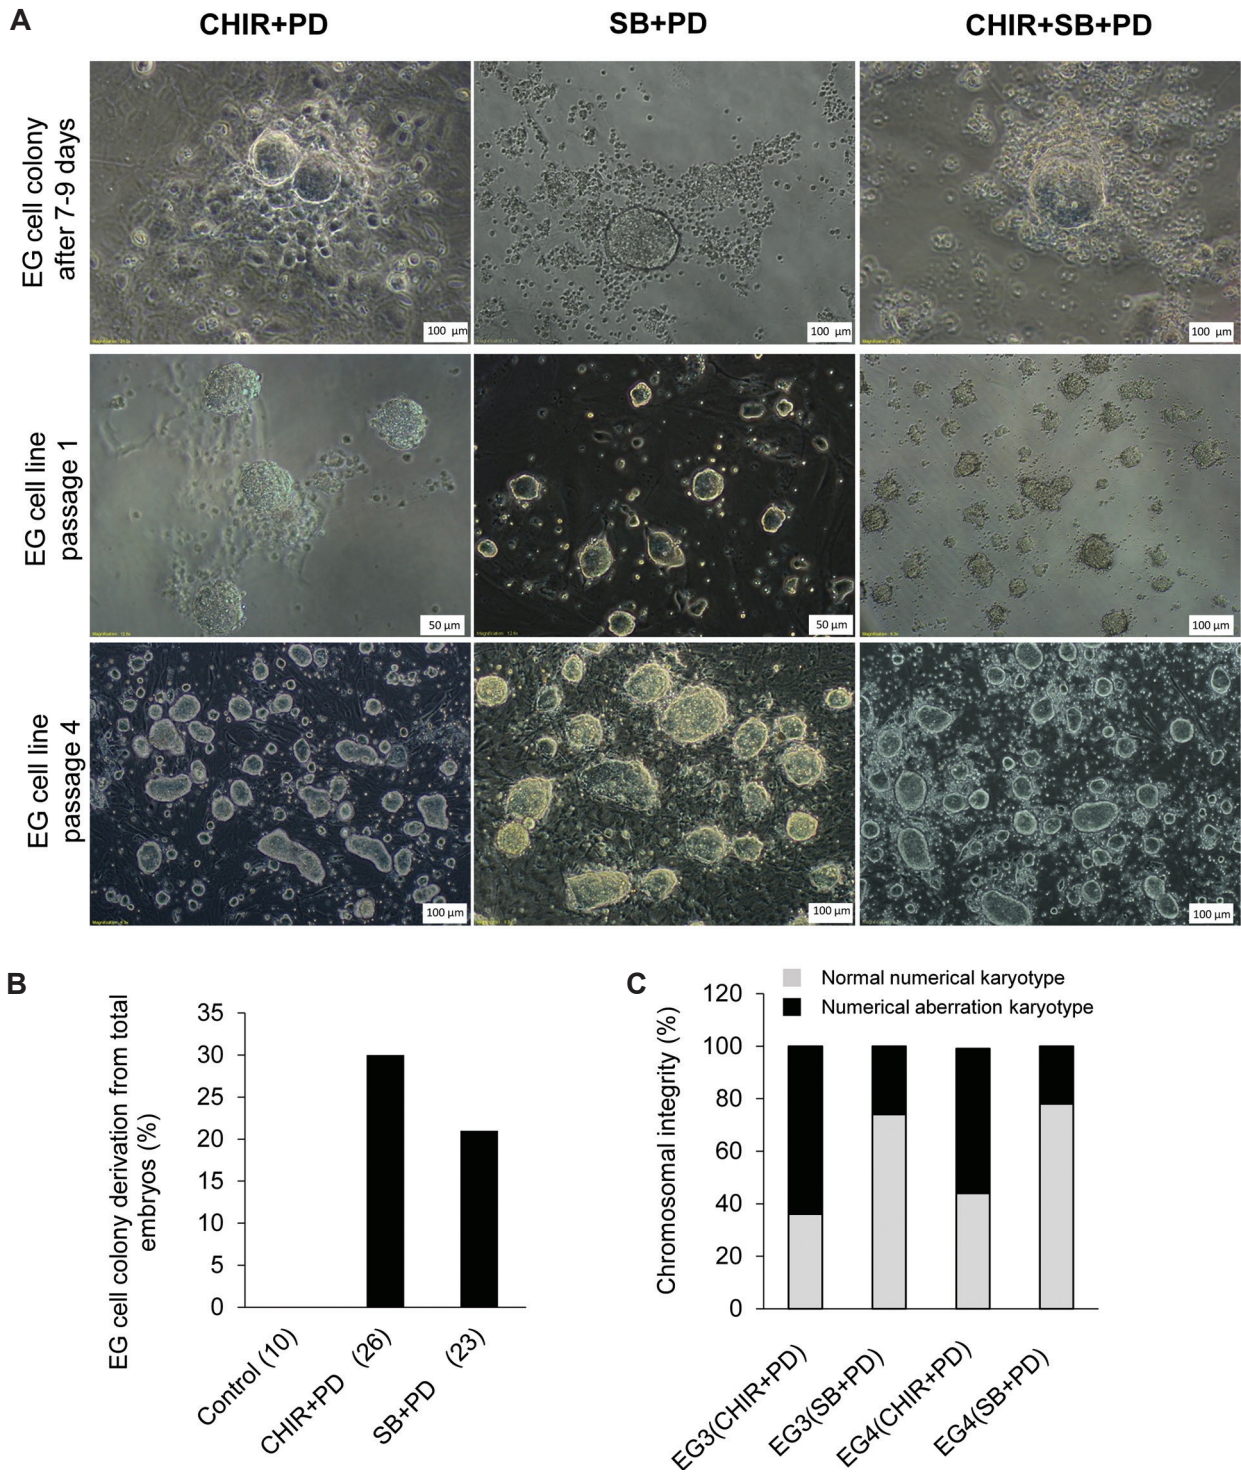 A
CHIR+PD
SB+PD
CHIR+SB+PD
EG cell colony
after 7-9 days
100 µm
100 µm
100 µm
EG cell line
passage 1
50 µm
50 µm
100 µm
EG cell line
passage 4
100 µm
100 µm
100 µm
B
EG cell colony derivation from total
embryos (%)
35
30
25
20
15
10
5
0
Control (10)
CHIR+PD (26)
SB+PD (23)
C
Normal numerical karyotype
Numerical aberration karyotype
Chromosomal integrity (%)
120
100
80
60
40
20
0
EG3(CHIR+PD)
EG3(SB+PD)
EG4(CHIR+PD)
EG4(SB+PD)